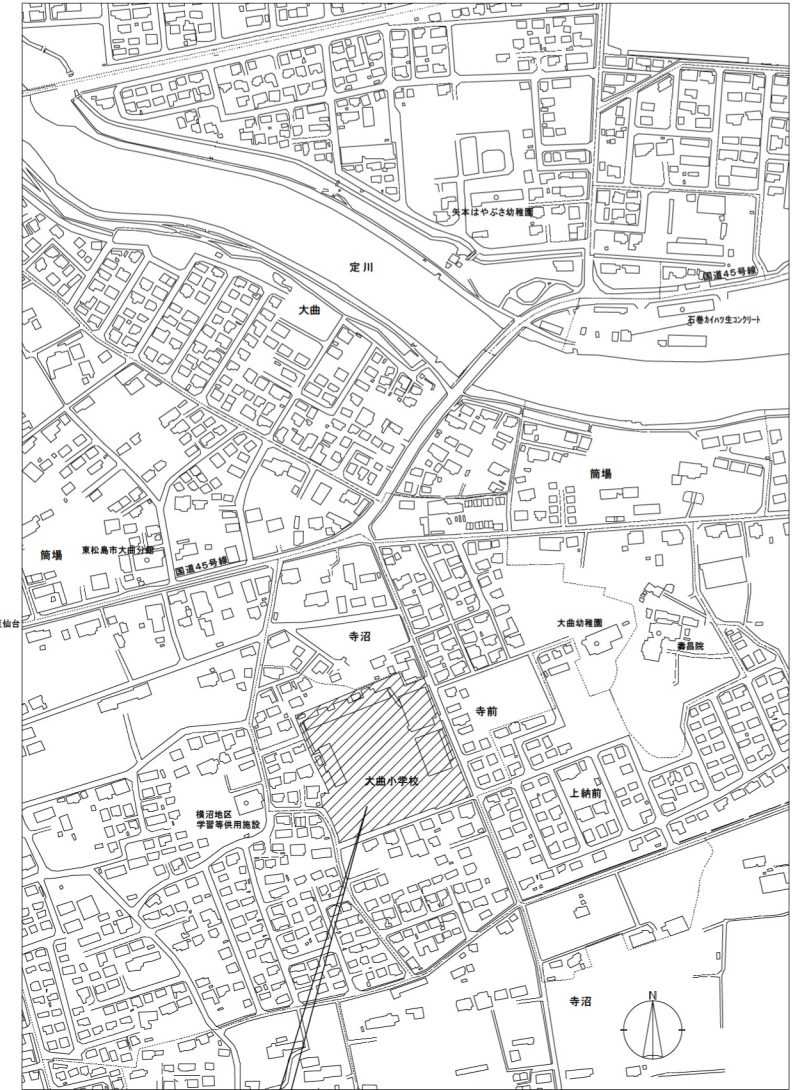 矢本はやぶさ幼稚園
定川
国道45号線
大曲
石巻カイハツ生コンクリート
筒場
筒場
東松島市大曲分館
国道45号線
至仙台
大曲幼稚園
寺沼
壽昌院
寺前
大曲小学校
上納前
横沼地区
学習等供用施設
寺沼
N